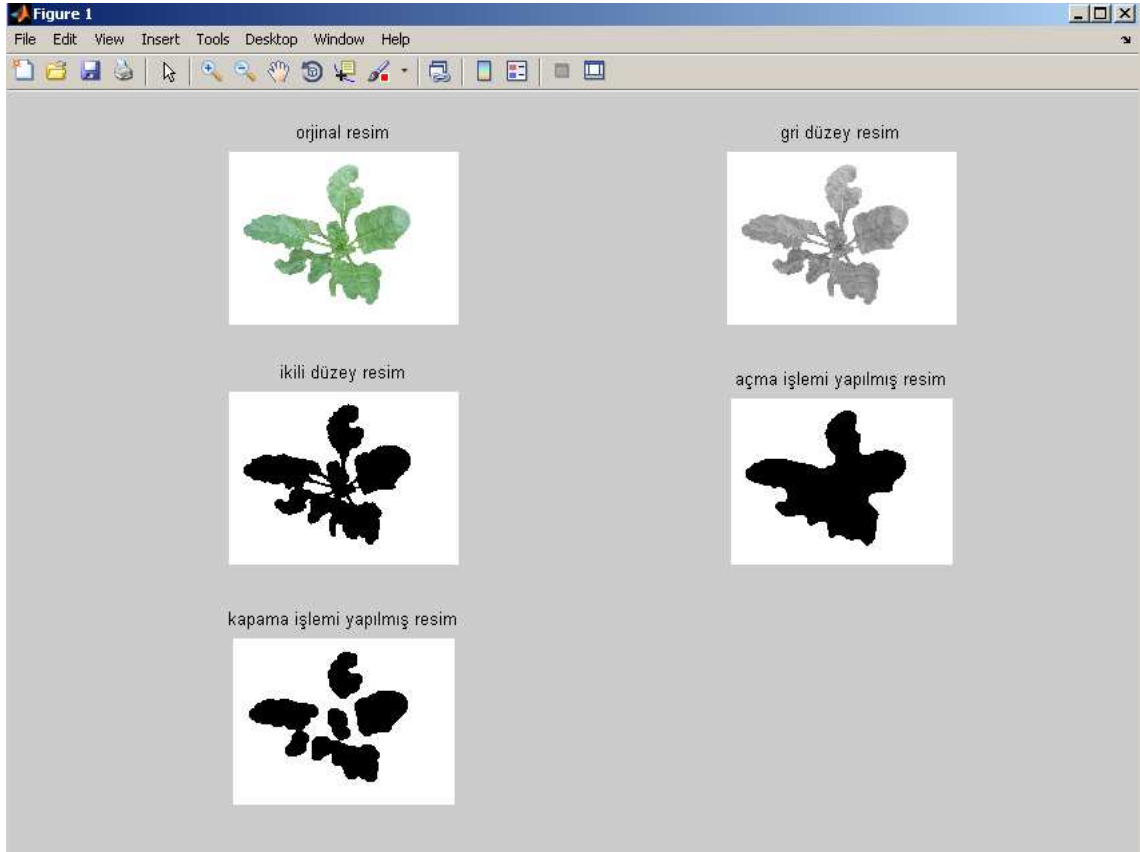 Figure 1
File Edit View Insert Tools Desktop Window Help
orjinal resim
gri düzey resim
ikili düzey resim
açma işlemi yapılmış resim
kapama işlemi yapılmış resim